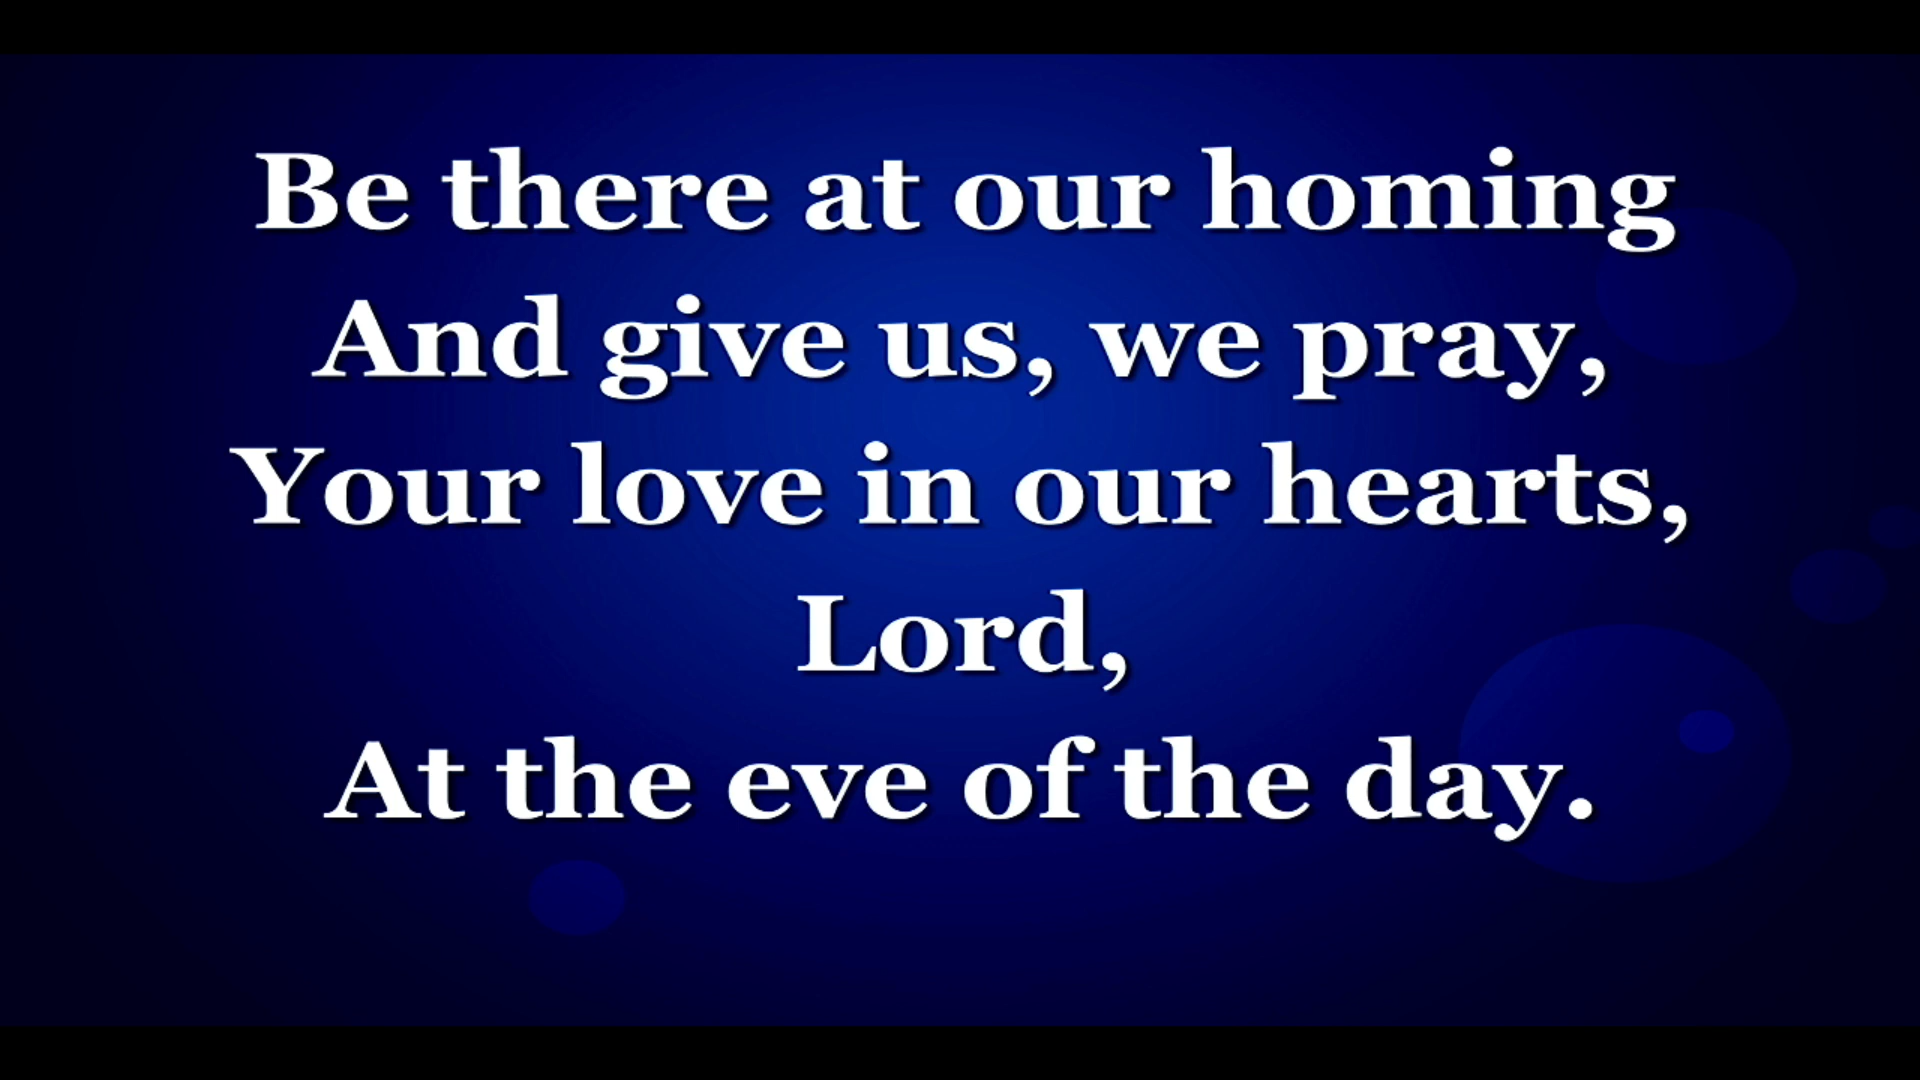 Be there at our homing
And give us, we pray,
Your love in our hearts,
Lord,
At the eve of the day.